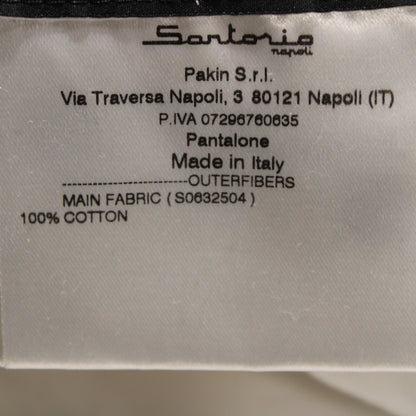 Sartorio
napoli
Pakin S.r.l.
Via Traversa Napoli, 3 80121 Napoli (IT)
P.IVA 07296760635
Pantalone
Made in Italy
------------------------OUTERFIBERS
MAIN FABRIC ( S0632504 )
100% COTTON